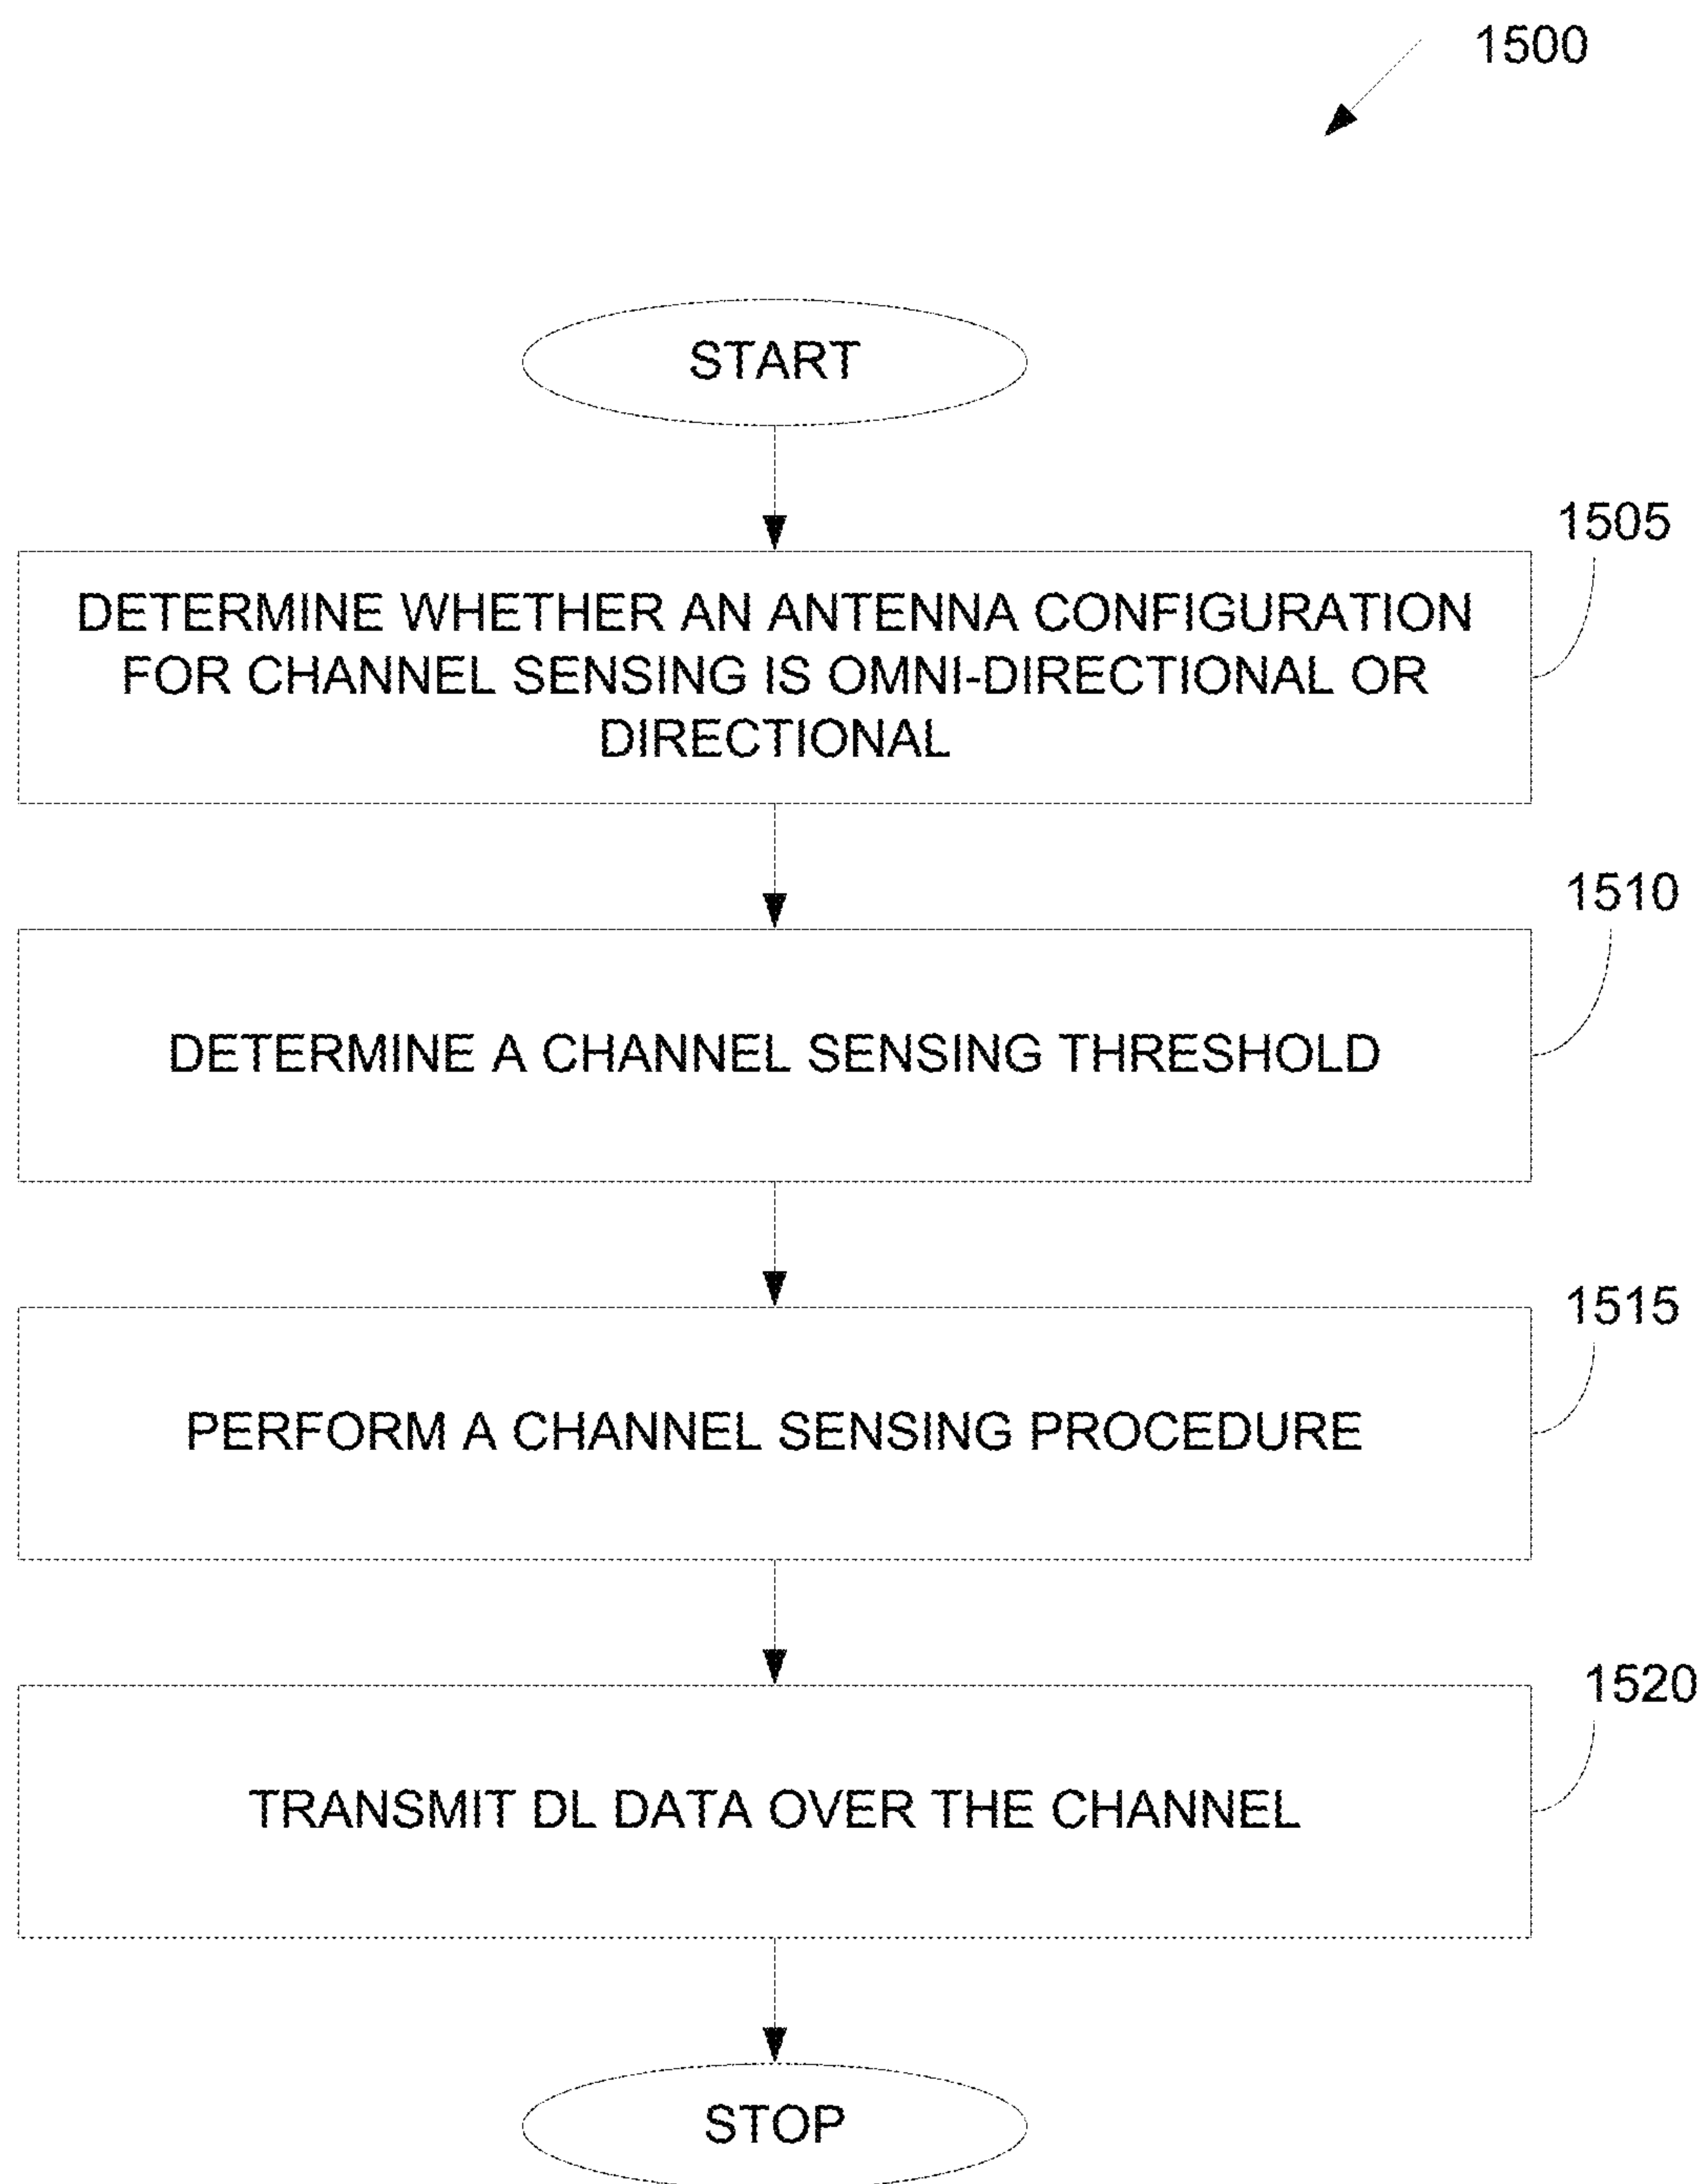 1500
START
1505
DETERMINE WHETHER AN ANTENNA CONFIGURATION
FOR CHANNEL SENSING IS OMNI-DIRECTIONAL OR
DIRECTIONAL
1510
DETERMINE A CHANNEL SENSING THRESHOLD
1515
PERFORM A CHANNEL SENSING PROCEDURE
1520
TRANSMIT DL DATA OVER THE CHANNEL
STOP